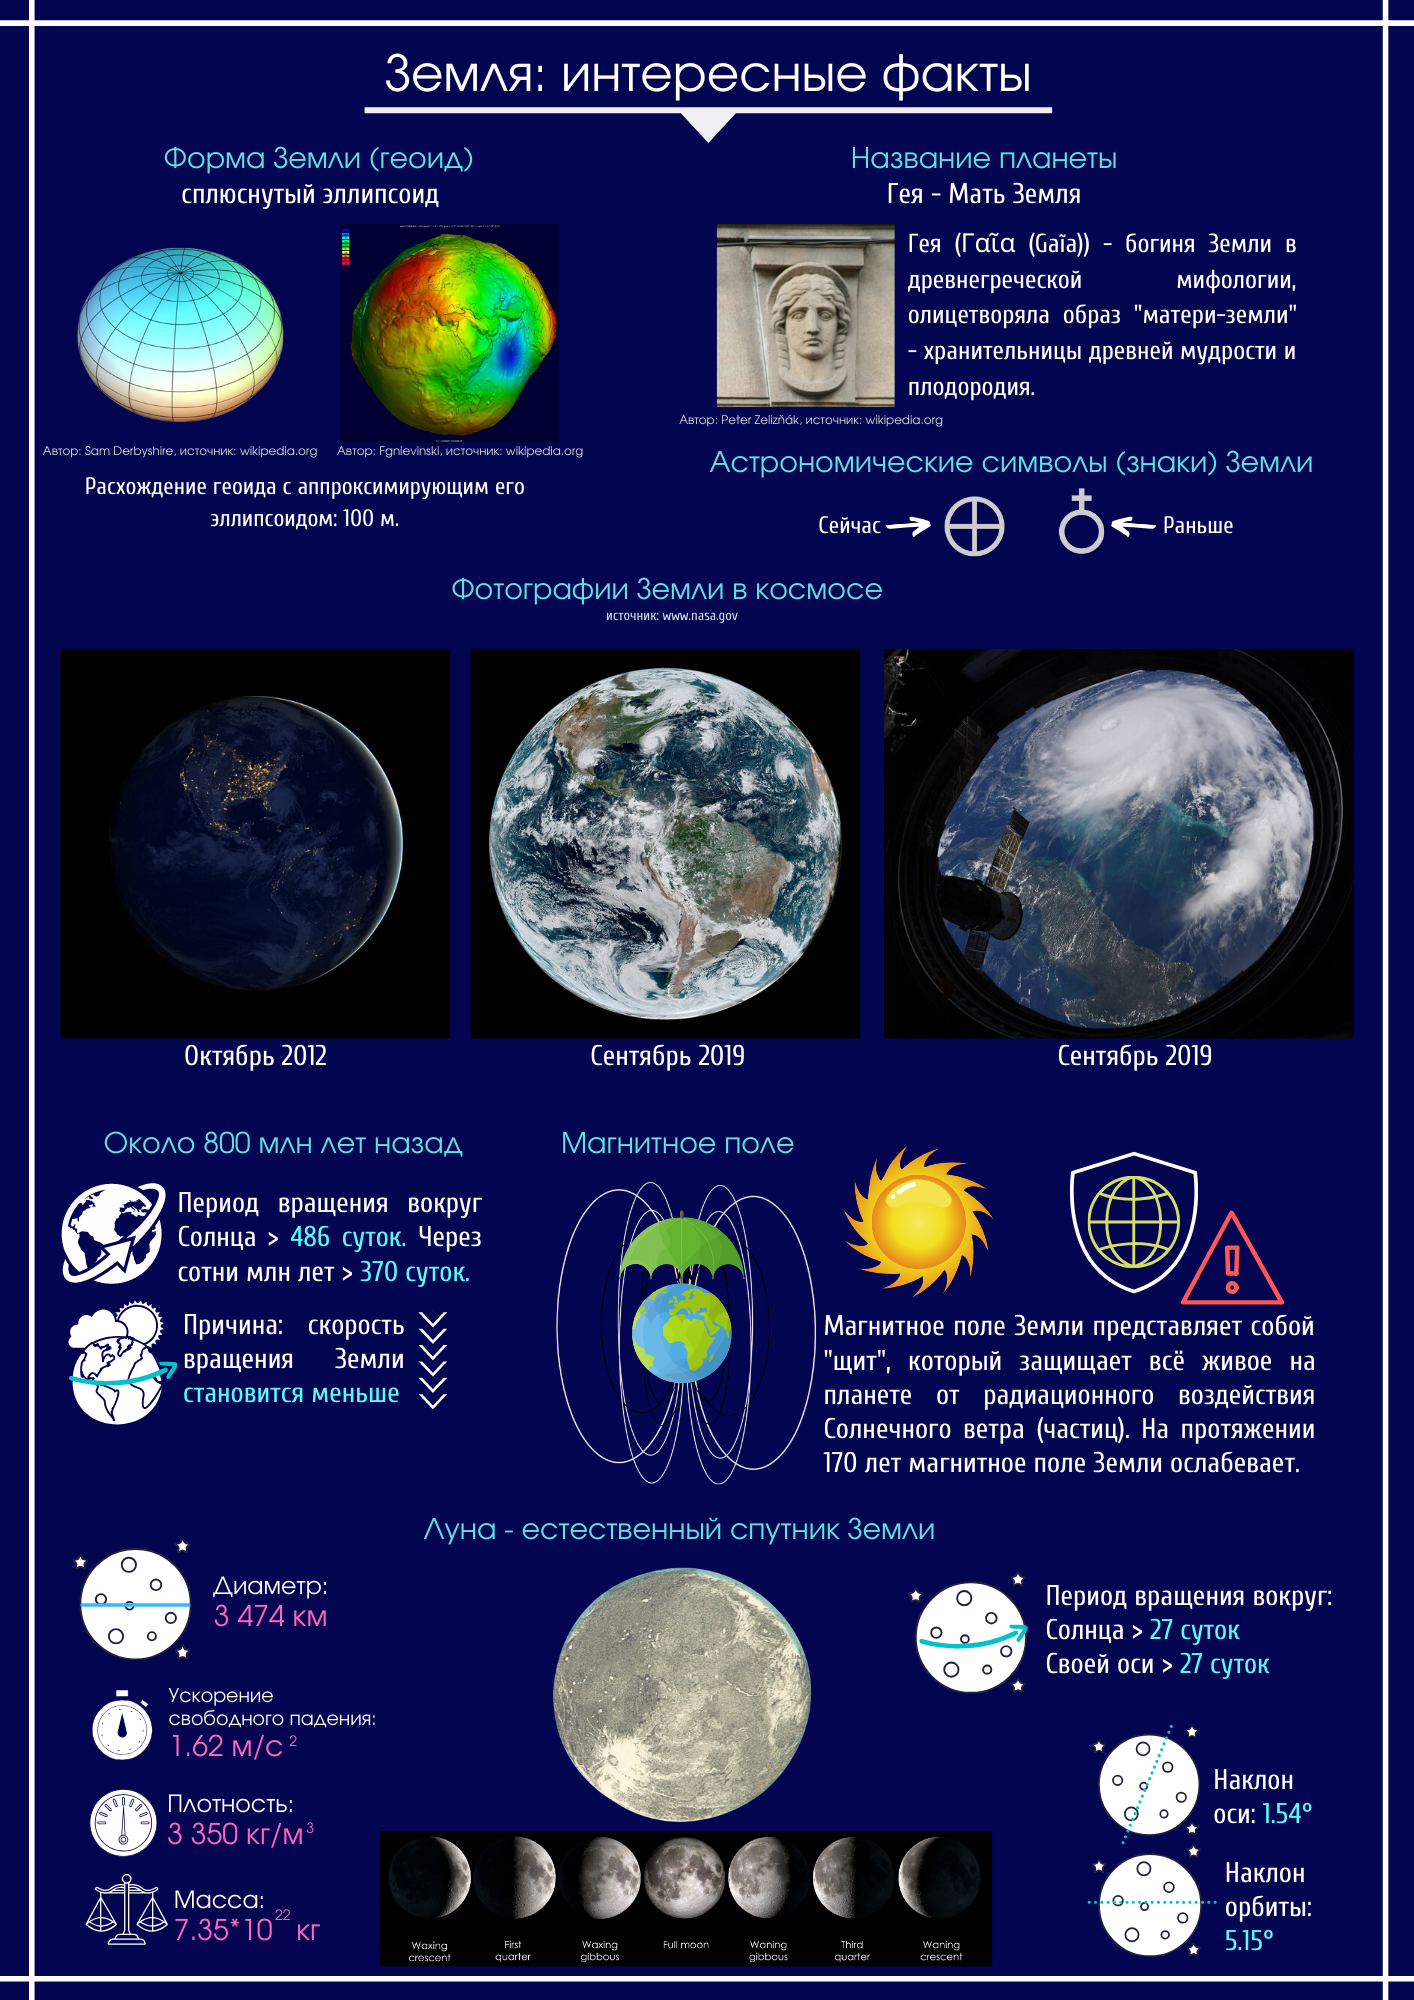 Земля: интересные факты
Форма Земли (геоид)
сплюснутый эллипсоид
Автор: Sam Derbyshire, источник: wikipedia.org
Автор: Fgnievinski, источник: wikipedia.org
Расхождение геоида с аппроксимирующим его
эллипсоидом: 100 м.
Название планеты
Гея - Мать Земля
Гея (Γαῖα (Gaĩa)) - богиня Земли в
древнегреческой мифологии,
олицетворяла образ "матери-земли"
- хранительницы древней мудрости и
плодородия.
Автор: Peter Zelizňák, источник: wikipedia.org
Астрономические символы (знаки) Земли
Сейчас
Раньше
Фотографии Земли в космосе
источник: www.nasa.gov
Октябрь 2012
Сентябрь 2019
Сентябрь 2019
Около 800 млн лет назад
Период вращения вокруг
Солнца > 486 суток. Через
сотни млн лет > 370 суток.
Причина: скорость
вращения Земли
становится меньше
Магнитное поле
Магнитное поле Земли представляет собой
"щит", который защищает всё живое на
планете от радиационного воздействия
Солнечного ветра (частиц). На протяжении
170 лет магнитное поле Земли ослабевает.
Луна - естественный спутник Земли
Диаметр:
3 474 км
Ускорение
свободного падения:
1.62 м/с ²
Плотность:
3 350 кг/м³
Масса:
7.35*10²² кг
Период вращения вокруг:
Солнца > 27 суток
Своей оси > 27 суток
Наклон
оси: 1.54°
Наклон
орбиты:
5.15°
Waxing
crescent
First
quarter
Waxing
gibbous
Full moon
Waning
gibbous
Third
quarter
Waning
crescent